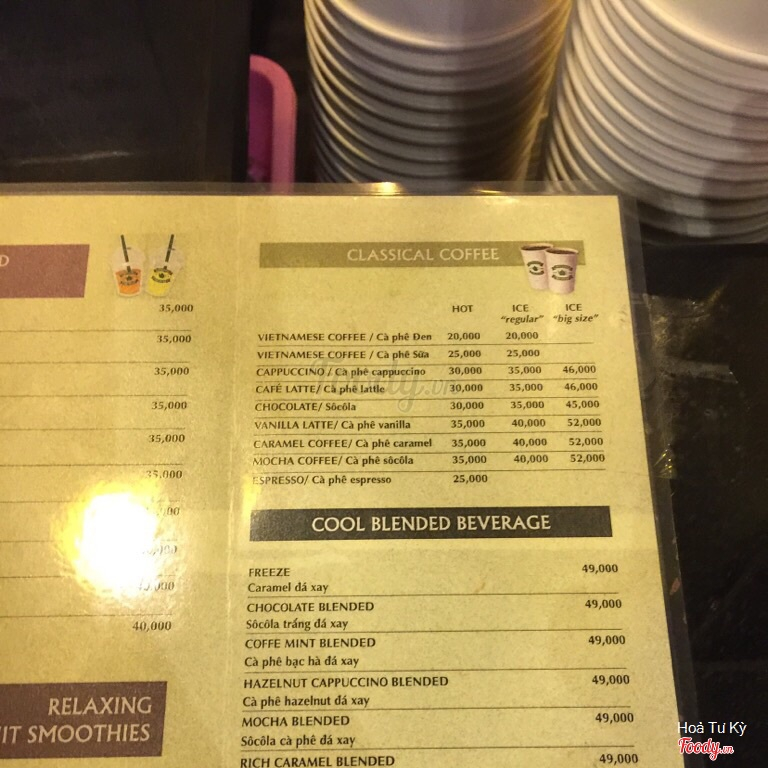 D
35,000
35,000
35,000
35,000
35,000
35,000
40,000
RELAXING
IT SMOOTHIES
CLASSICAL COFFEE
HOT ICE ICE
"regular" "big size"
VIETNAMESE COFFEE / Cà phê Đen 20,000 20,000
VIETNAMESE COFFEE / Cà phê Sữa 25,000 25,000
CAPPUCCINO / Cà phê cappuccino 30,000 35,000 46,000
CAFÉ LATTE/ Cà phê lattle 30,000 35,000 46,000
CHOCOLATE/ Sôcôla 30,000 35,000 45,000
VANILLA LATTE/ Cà phê vanilla 35,000 40,000 52,000
CARAMEL COFFEE/ Cà phê caramel 35,000 40,000 52,000
MOCHA COFFEE/ Cà phê sôcôla 35,000 40,000 52,000
ESPRESSO/ Cà phê espresso 25,000
COOL BLENDED BEVERAGE
FREEZE 49,000
Caramel đá xay
CHOCOLATE BLENDED 49,000
Sôcôla trắng đá xay
COFFE MINT BLENDED 49,000
Cà phê bạc hà đá xay
HAZELNUT CAPPUCCINO BLENDED 49,000
Cà phê hazelnut đá xay
MOCHA BLENDED 49,000
Sôcôla cà phê đá xay
RICH CARAMEL BLENDED 49,000
Foody.vn
Hoả Tư Kỳ
Foody.vn